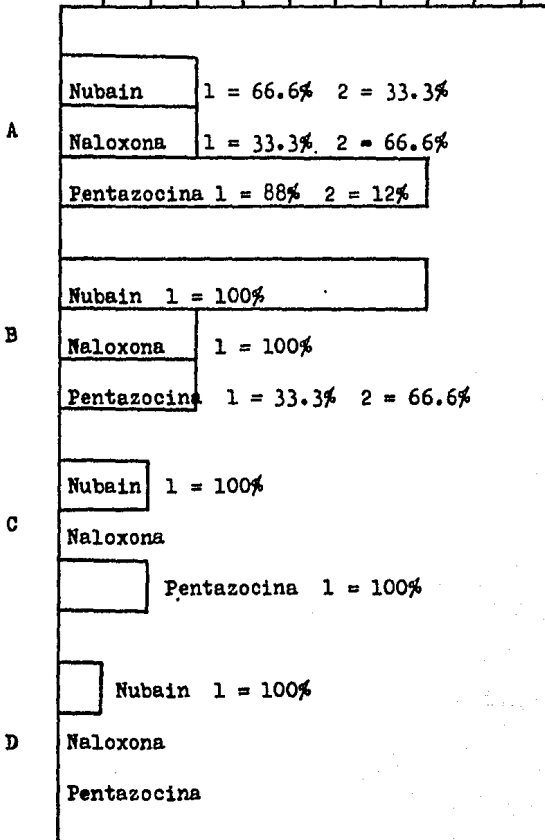 Nubain 1 = 66.6% 2 = 33.3%
A
Naloxona 1 = 33.3%. 2 = 66.6%
Pentazocina 1 = 88% 2 = 12%
Nubain 1 = 100%
B
Naloxona 1 = 100%
Pentazocina 1 = 33.3% 2 = 66.6%
Nubain 1 = 100%
C
Naloxona
Pentazocina 1 = 100%
Nubain 1 = 100%
D
Naloxona
Pentazocina